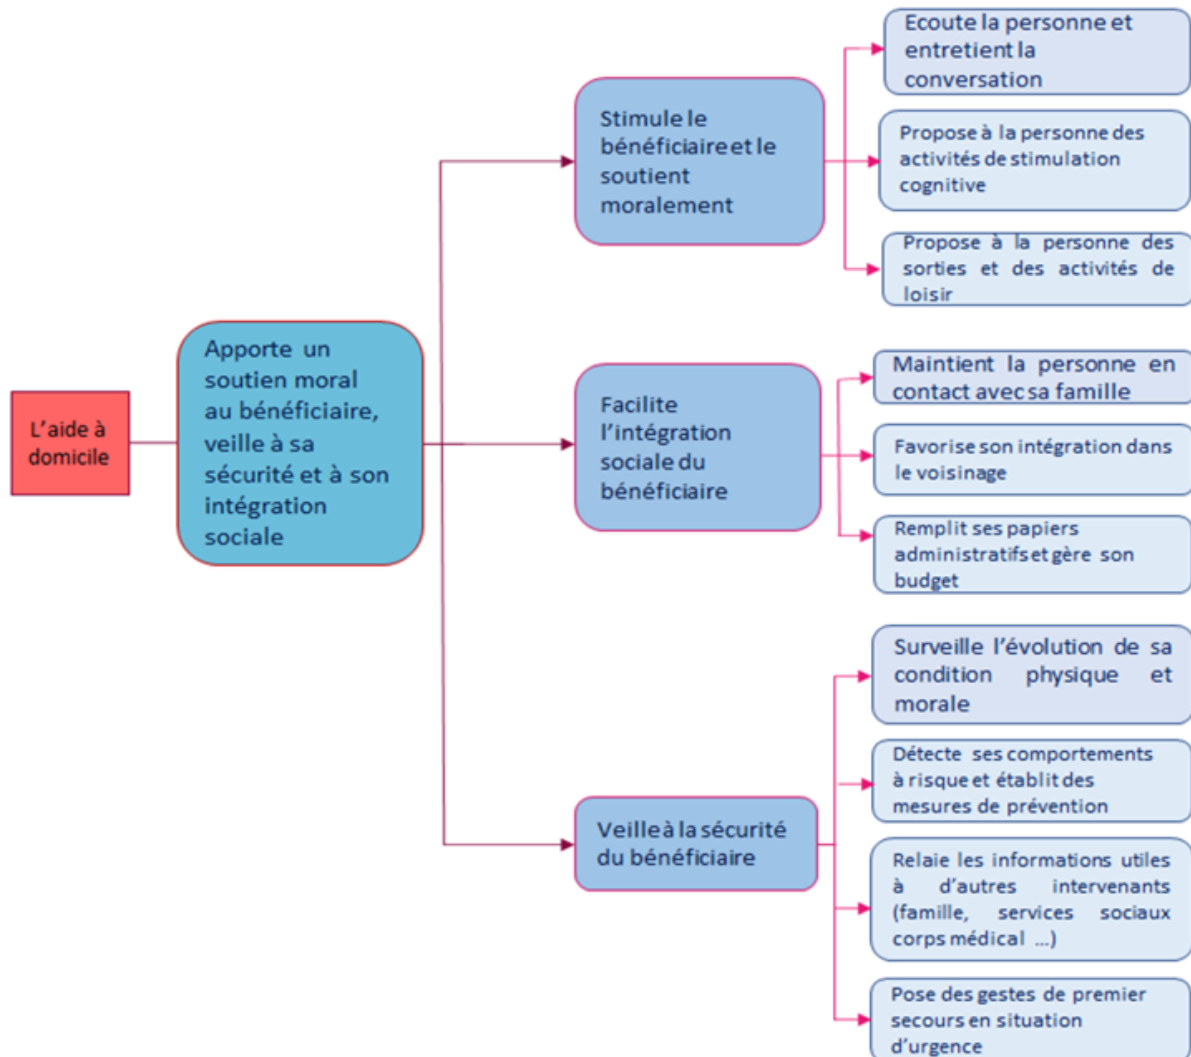 L'aide à
domicile
Apporte un
soutien moral
au bénéficiaire,
veille à sa
sécurité et à son
intégration
sociale
Stimule le
bénéficiaire et le
soutient
moralement
Ecoute la personne et
entretient la
conversation
Propose à la personne des
activités de stimulation
cognitive
Propose à la personne des
sorties et des activités de
loisir
Facilite
l'intégration
sociale du
bénéficiaire
Maintient la personne en
contact avec sa famille
Favorise son intégration dans
le voisinage
Remplit ses papiers
administratifs et gère son
budget
Veille à la sécurité
du bénéficiaire
Surveille l'évolution de sa
condition physique et
morale
Détecte ses comportements
à risque et établit des
mesures de prévention
Relaie les informations utiles
à d'autres intervenants
(famille, services sociaux
corps médical ...)
Pose des gestes de premier
secours en situation
d'urgence